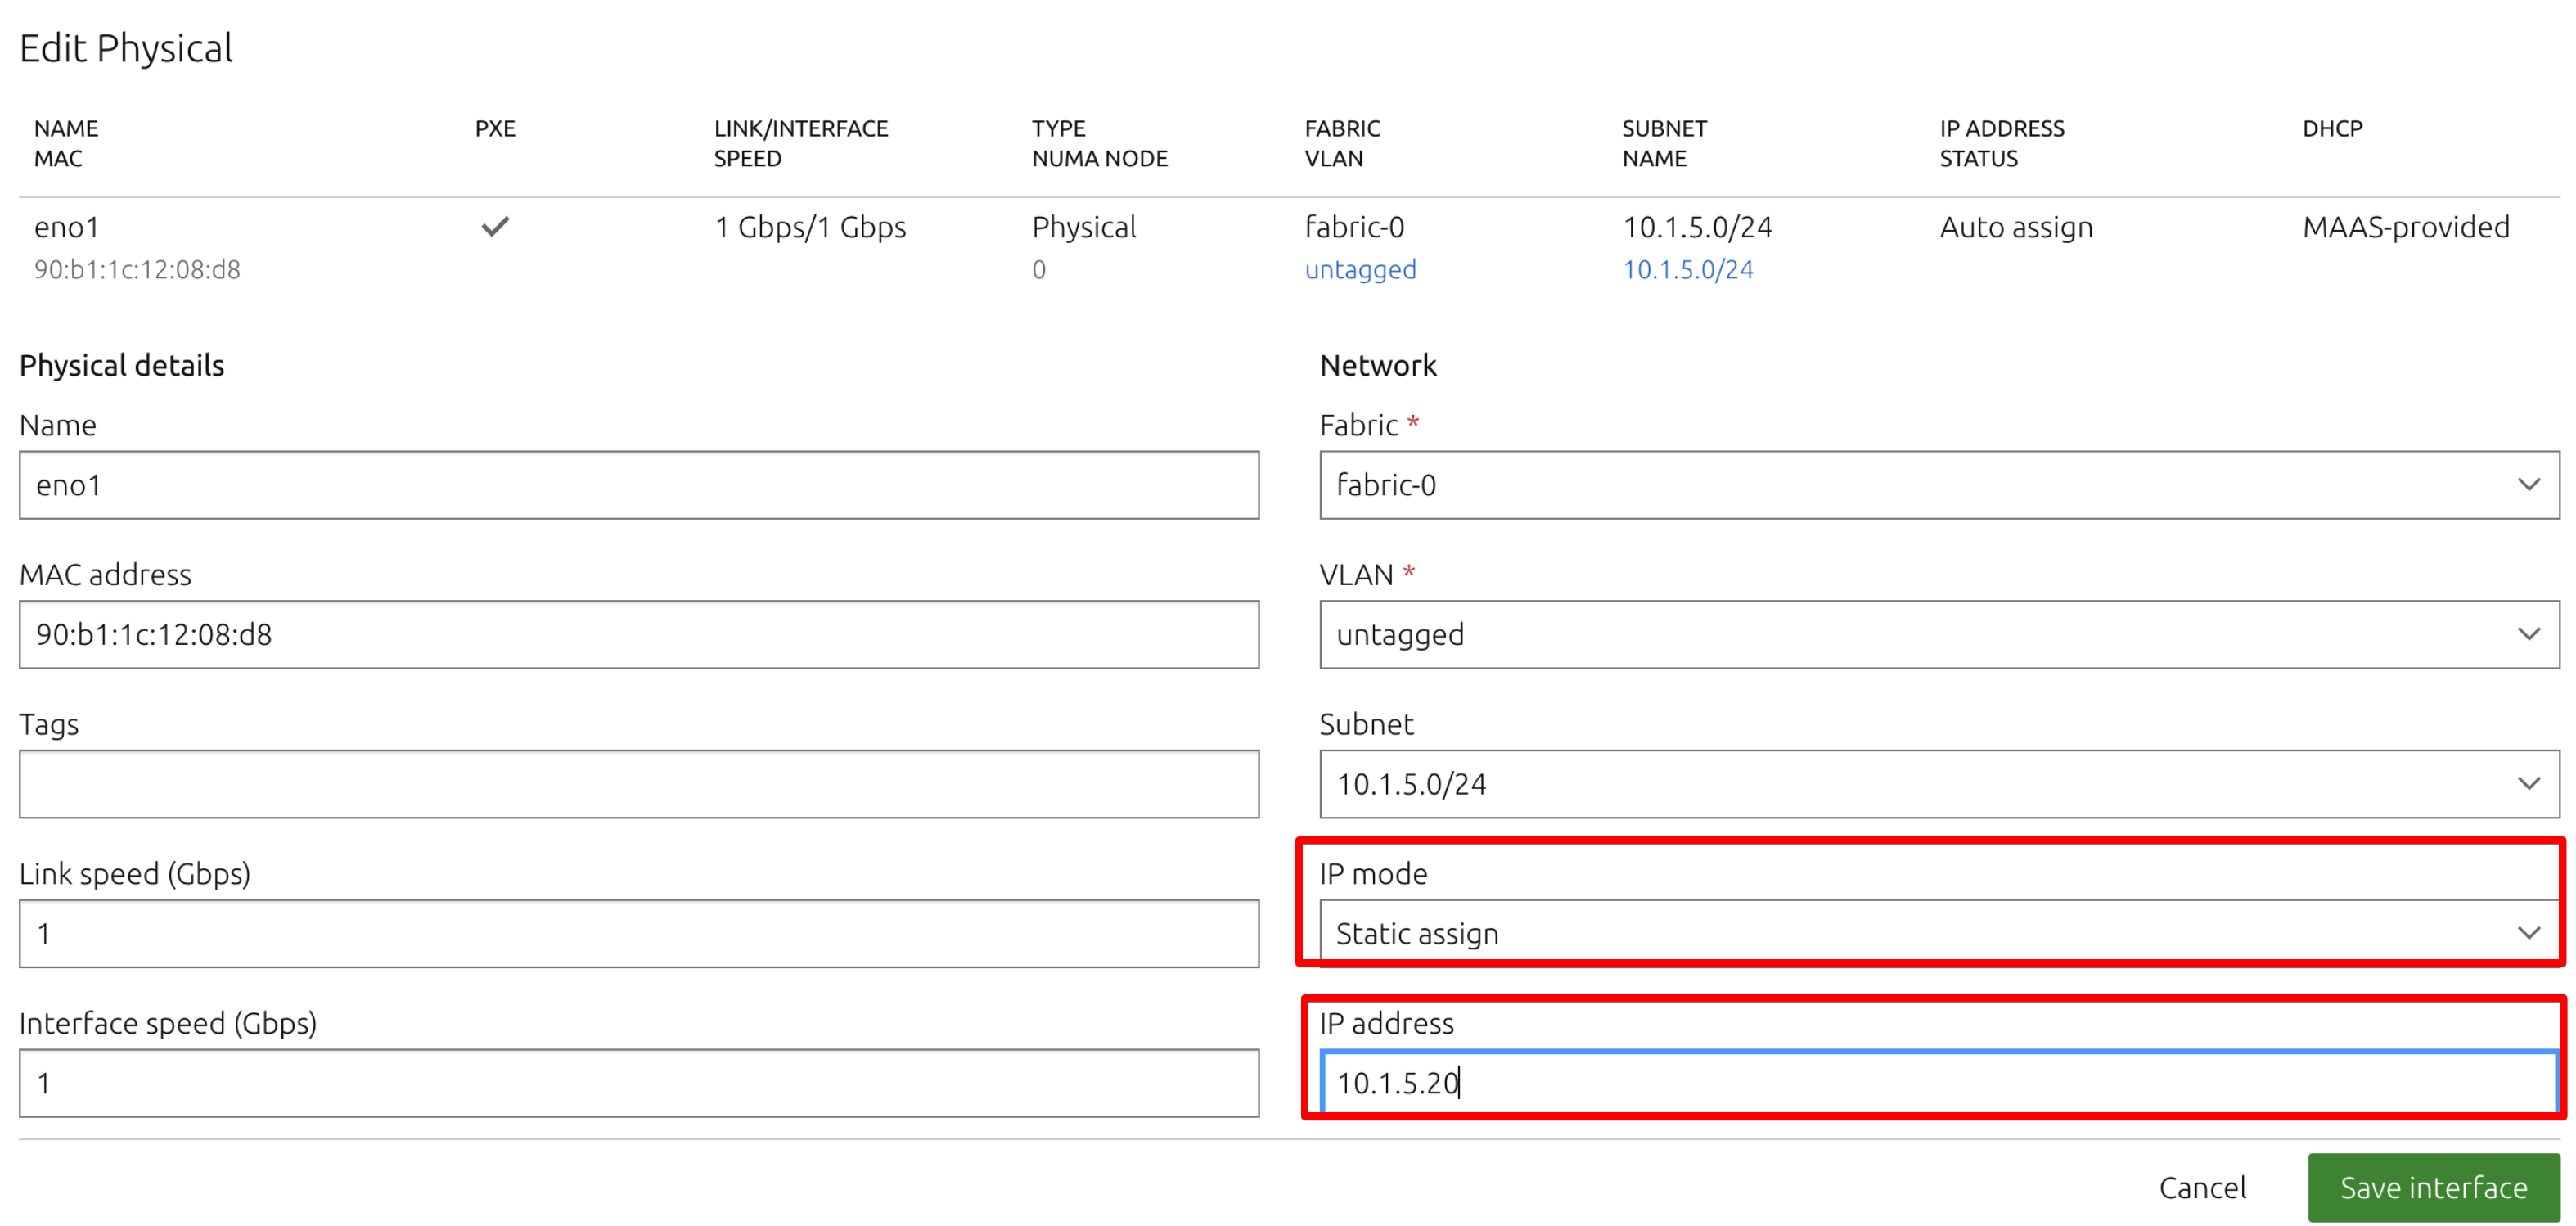 Edit Physical
NAME PXE LINK/INTERFACE TYPE FABRIC SUBNET IP ADDRESS DHCP
MAC SPEED NUMA NODE VLAN NAME STATUS
eno1 1 Gbps/1 Gbps Physical fabric-0 10.1.5.0/24 Auto assign MAAS-provided
90:b1:1c:12:08:d8 0 untagged 10.1.5.0/24
Physical details
Name
eno1
MAC address
90:b1:1c:12:08:d8
Tags
Link speed (Gbps)
1
Interface speed (Gbps)
1
Network
Fabric *
fabric-0
VLAN *
untagged
Subnet
10.1.5.0/24
IP mode
Static assign
IP address
10.1.5.20
Cancel Save interface